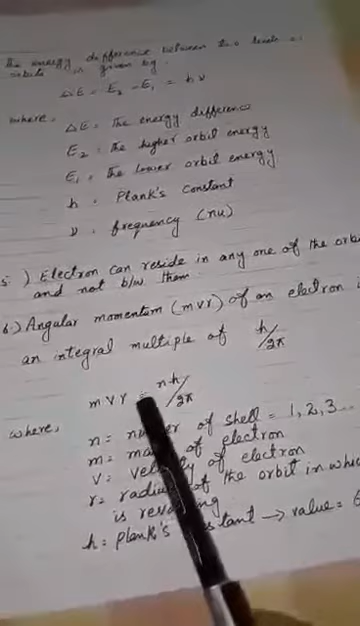 the energy difference between two levels or
orbits is given by
ΔE = E₂ - E₁ = hν
where,
ΔE = The energy difference
E₂ = the higher orbit energy
E₁ = the lower orbit energy
h = Plank's Constant
ν = frequency (nu)
5.) Electron can reside in any one of the orbi
and not b/w them.
6.) Angular momentum (mvr) of an electron i
an integral multiple of h/2π
mvr = nh/2π
where,
n = number of shell = 1, 2, 3...
m = mass of electron
v = velocity of electron
r = radius of the orbit in whic
is revolving
h = plank's constant → value = 6